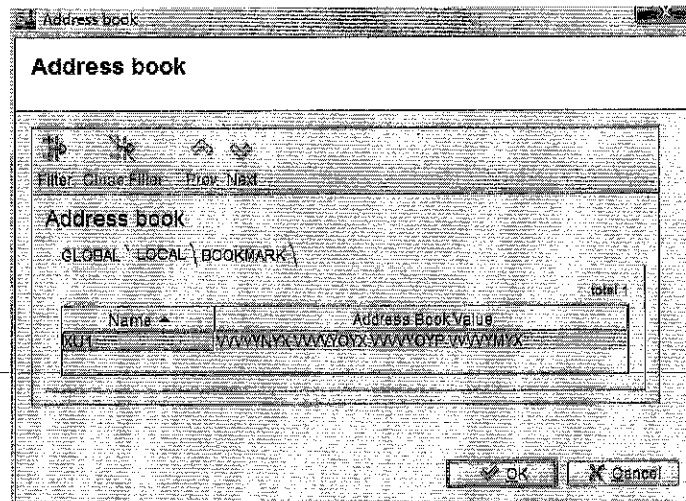 Address book
Address book
Filter Close Filter Prev Next
Address book
GLOBAL LOCAL BOOKMARK
total 1
Name Address Book Value
XU1
OK Cancel